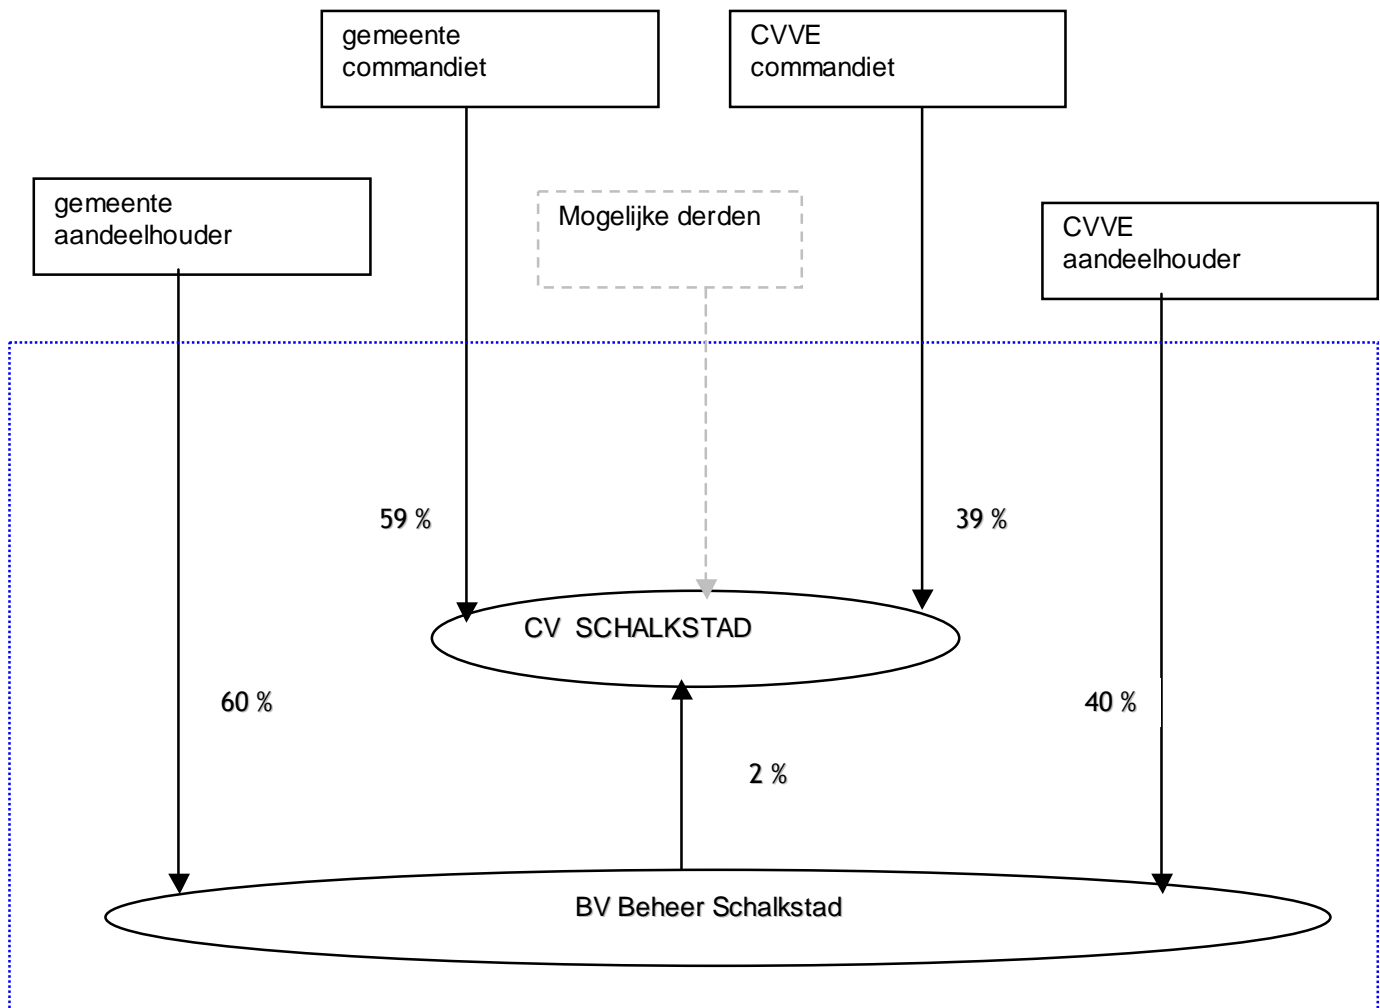 gemeente
commandiet
CVVE
commandiet
gemeente
aandeelhouder
Mogelijke derden
CVVE
aandeelhouder
59 %
39 %
CV SCHALKSTAD
60 %
40 %
2 %
BV Beheer Schalkstad